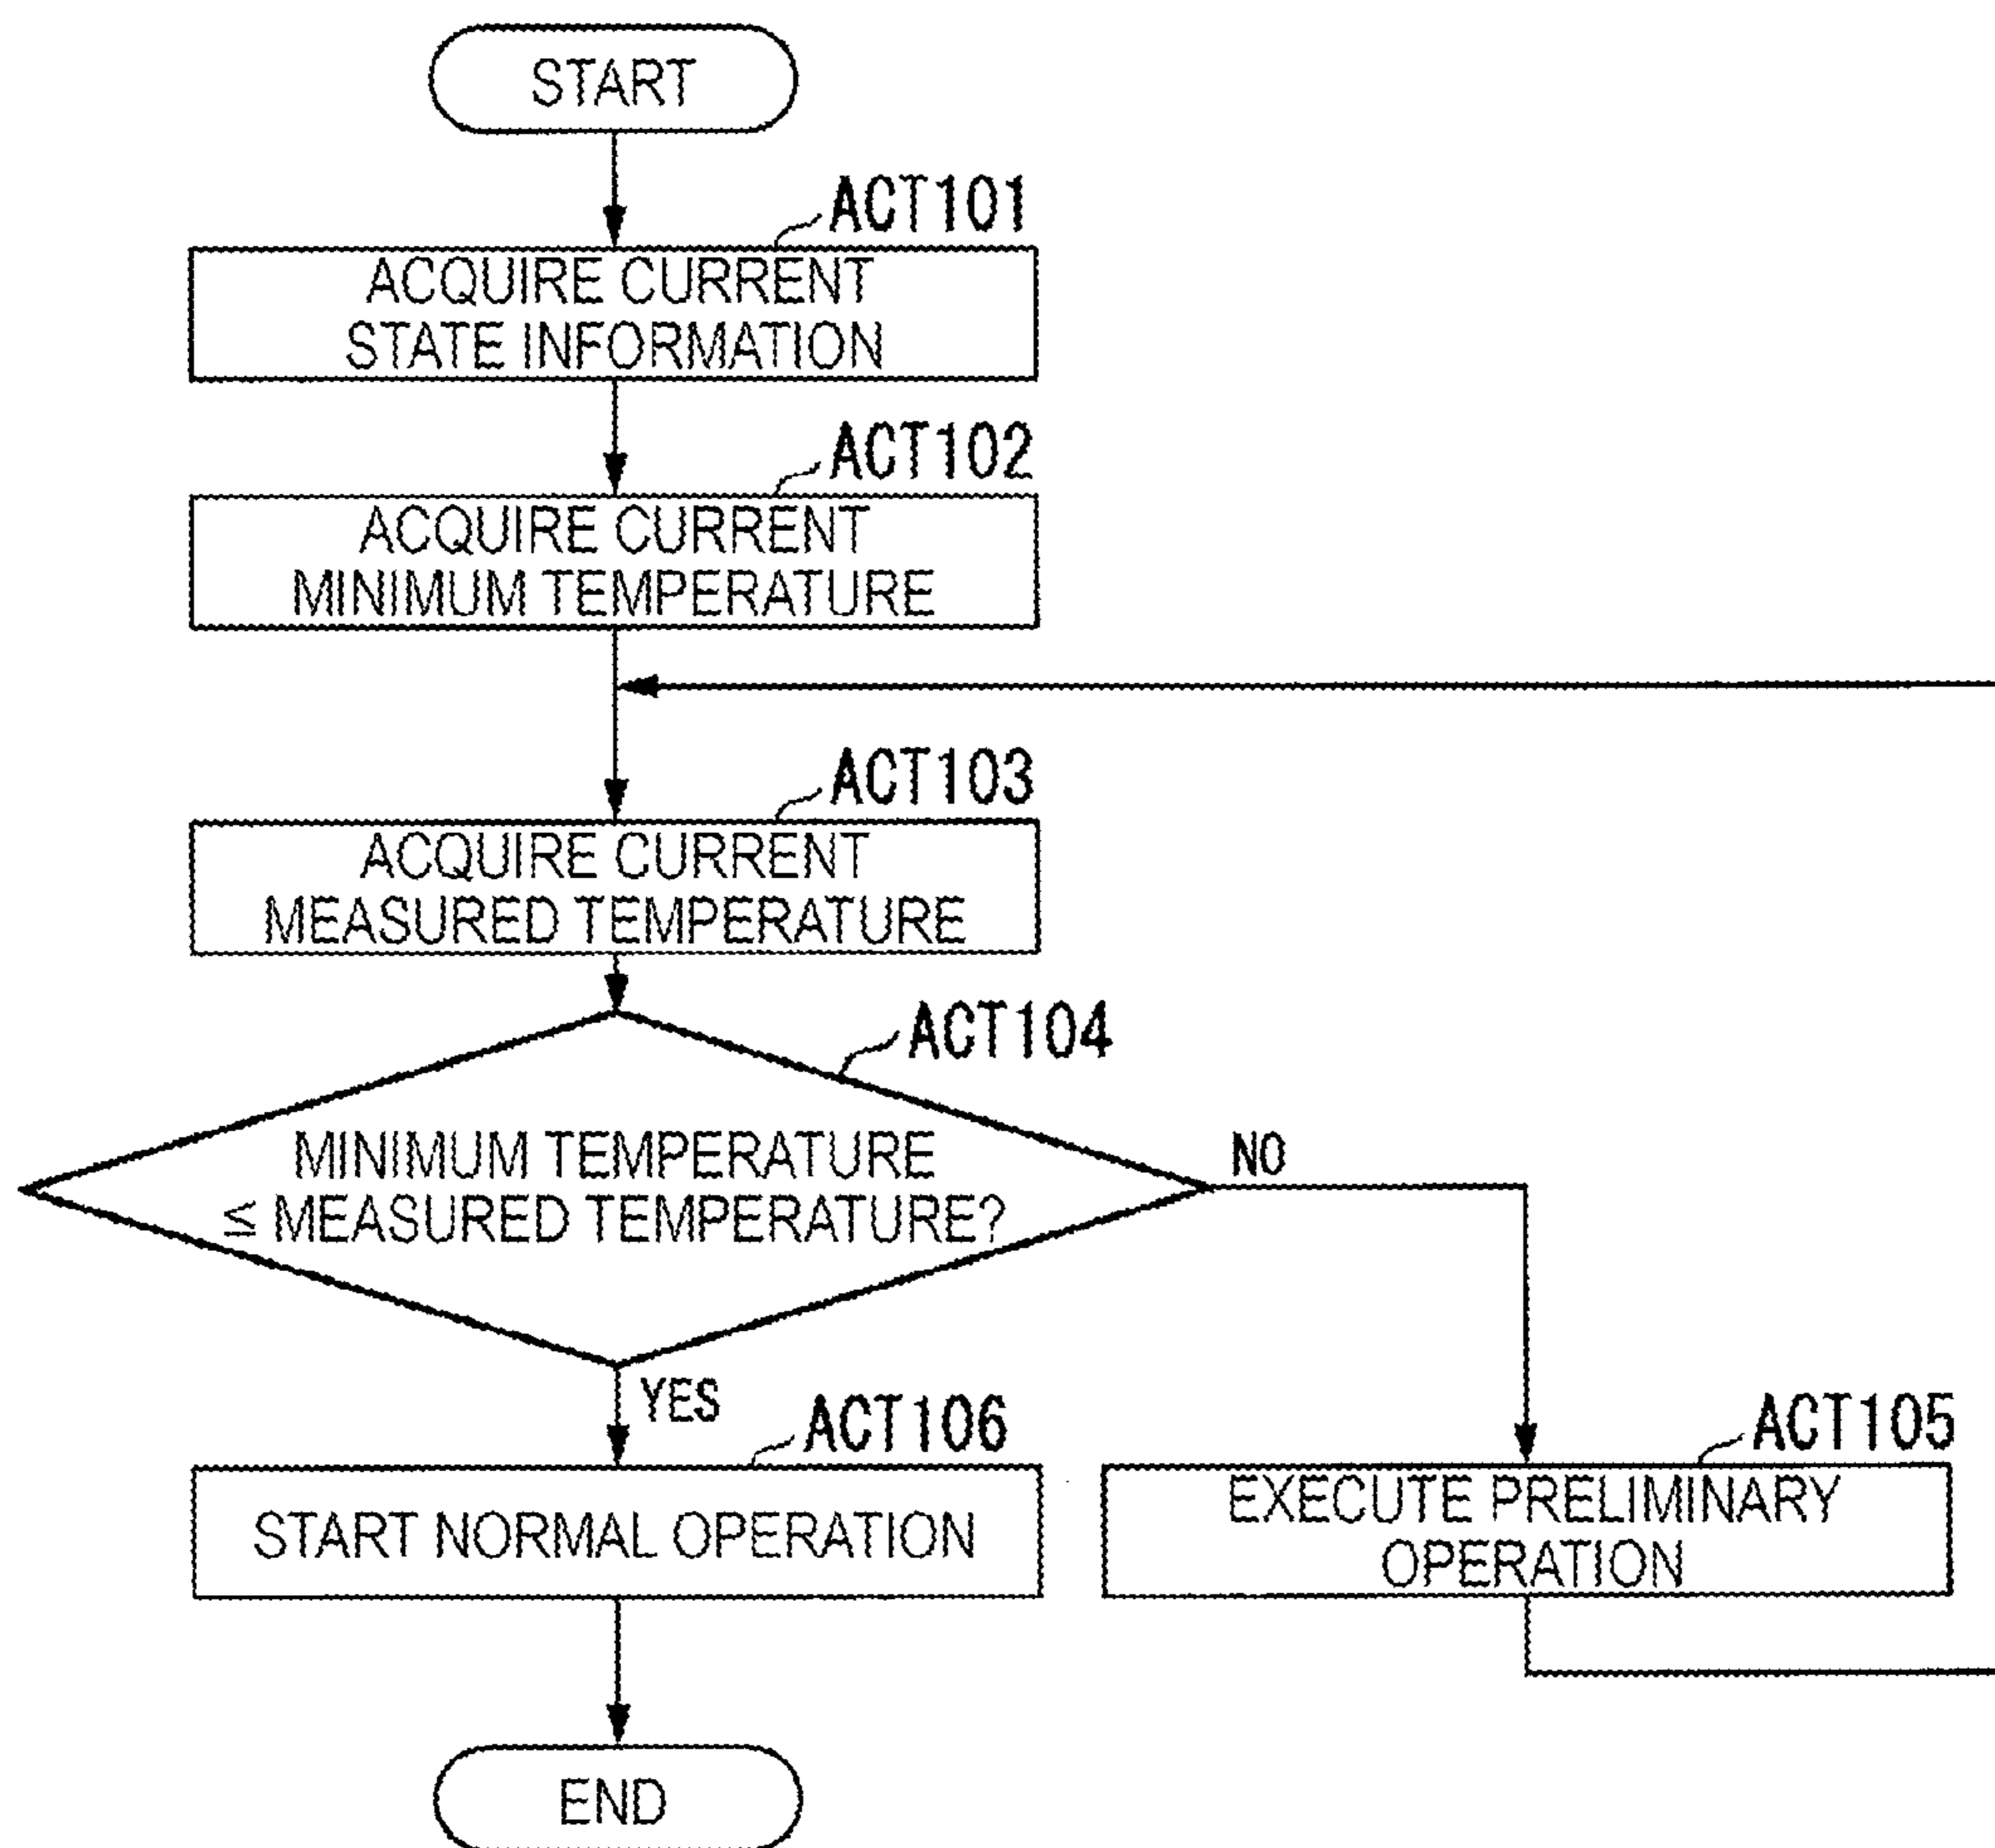 START
ACT101
ACQUIRE CURRENT
STATE INFORMATION
ACT102
ACQUIRE CURRENT
MINIMUM TEMPERATURE
ACT103
ACQUIRE CURRENT
MEASURED TEMPERATURE
ACT104
MINIMUM TEMPERATURE
≤ MEASURED TEMPERATURE?
NO
YES
ACT106
START NORMAL OPERATION
ACT105
EXECUTE PRELIMINARY
OPERATION
END